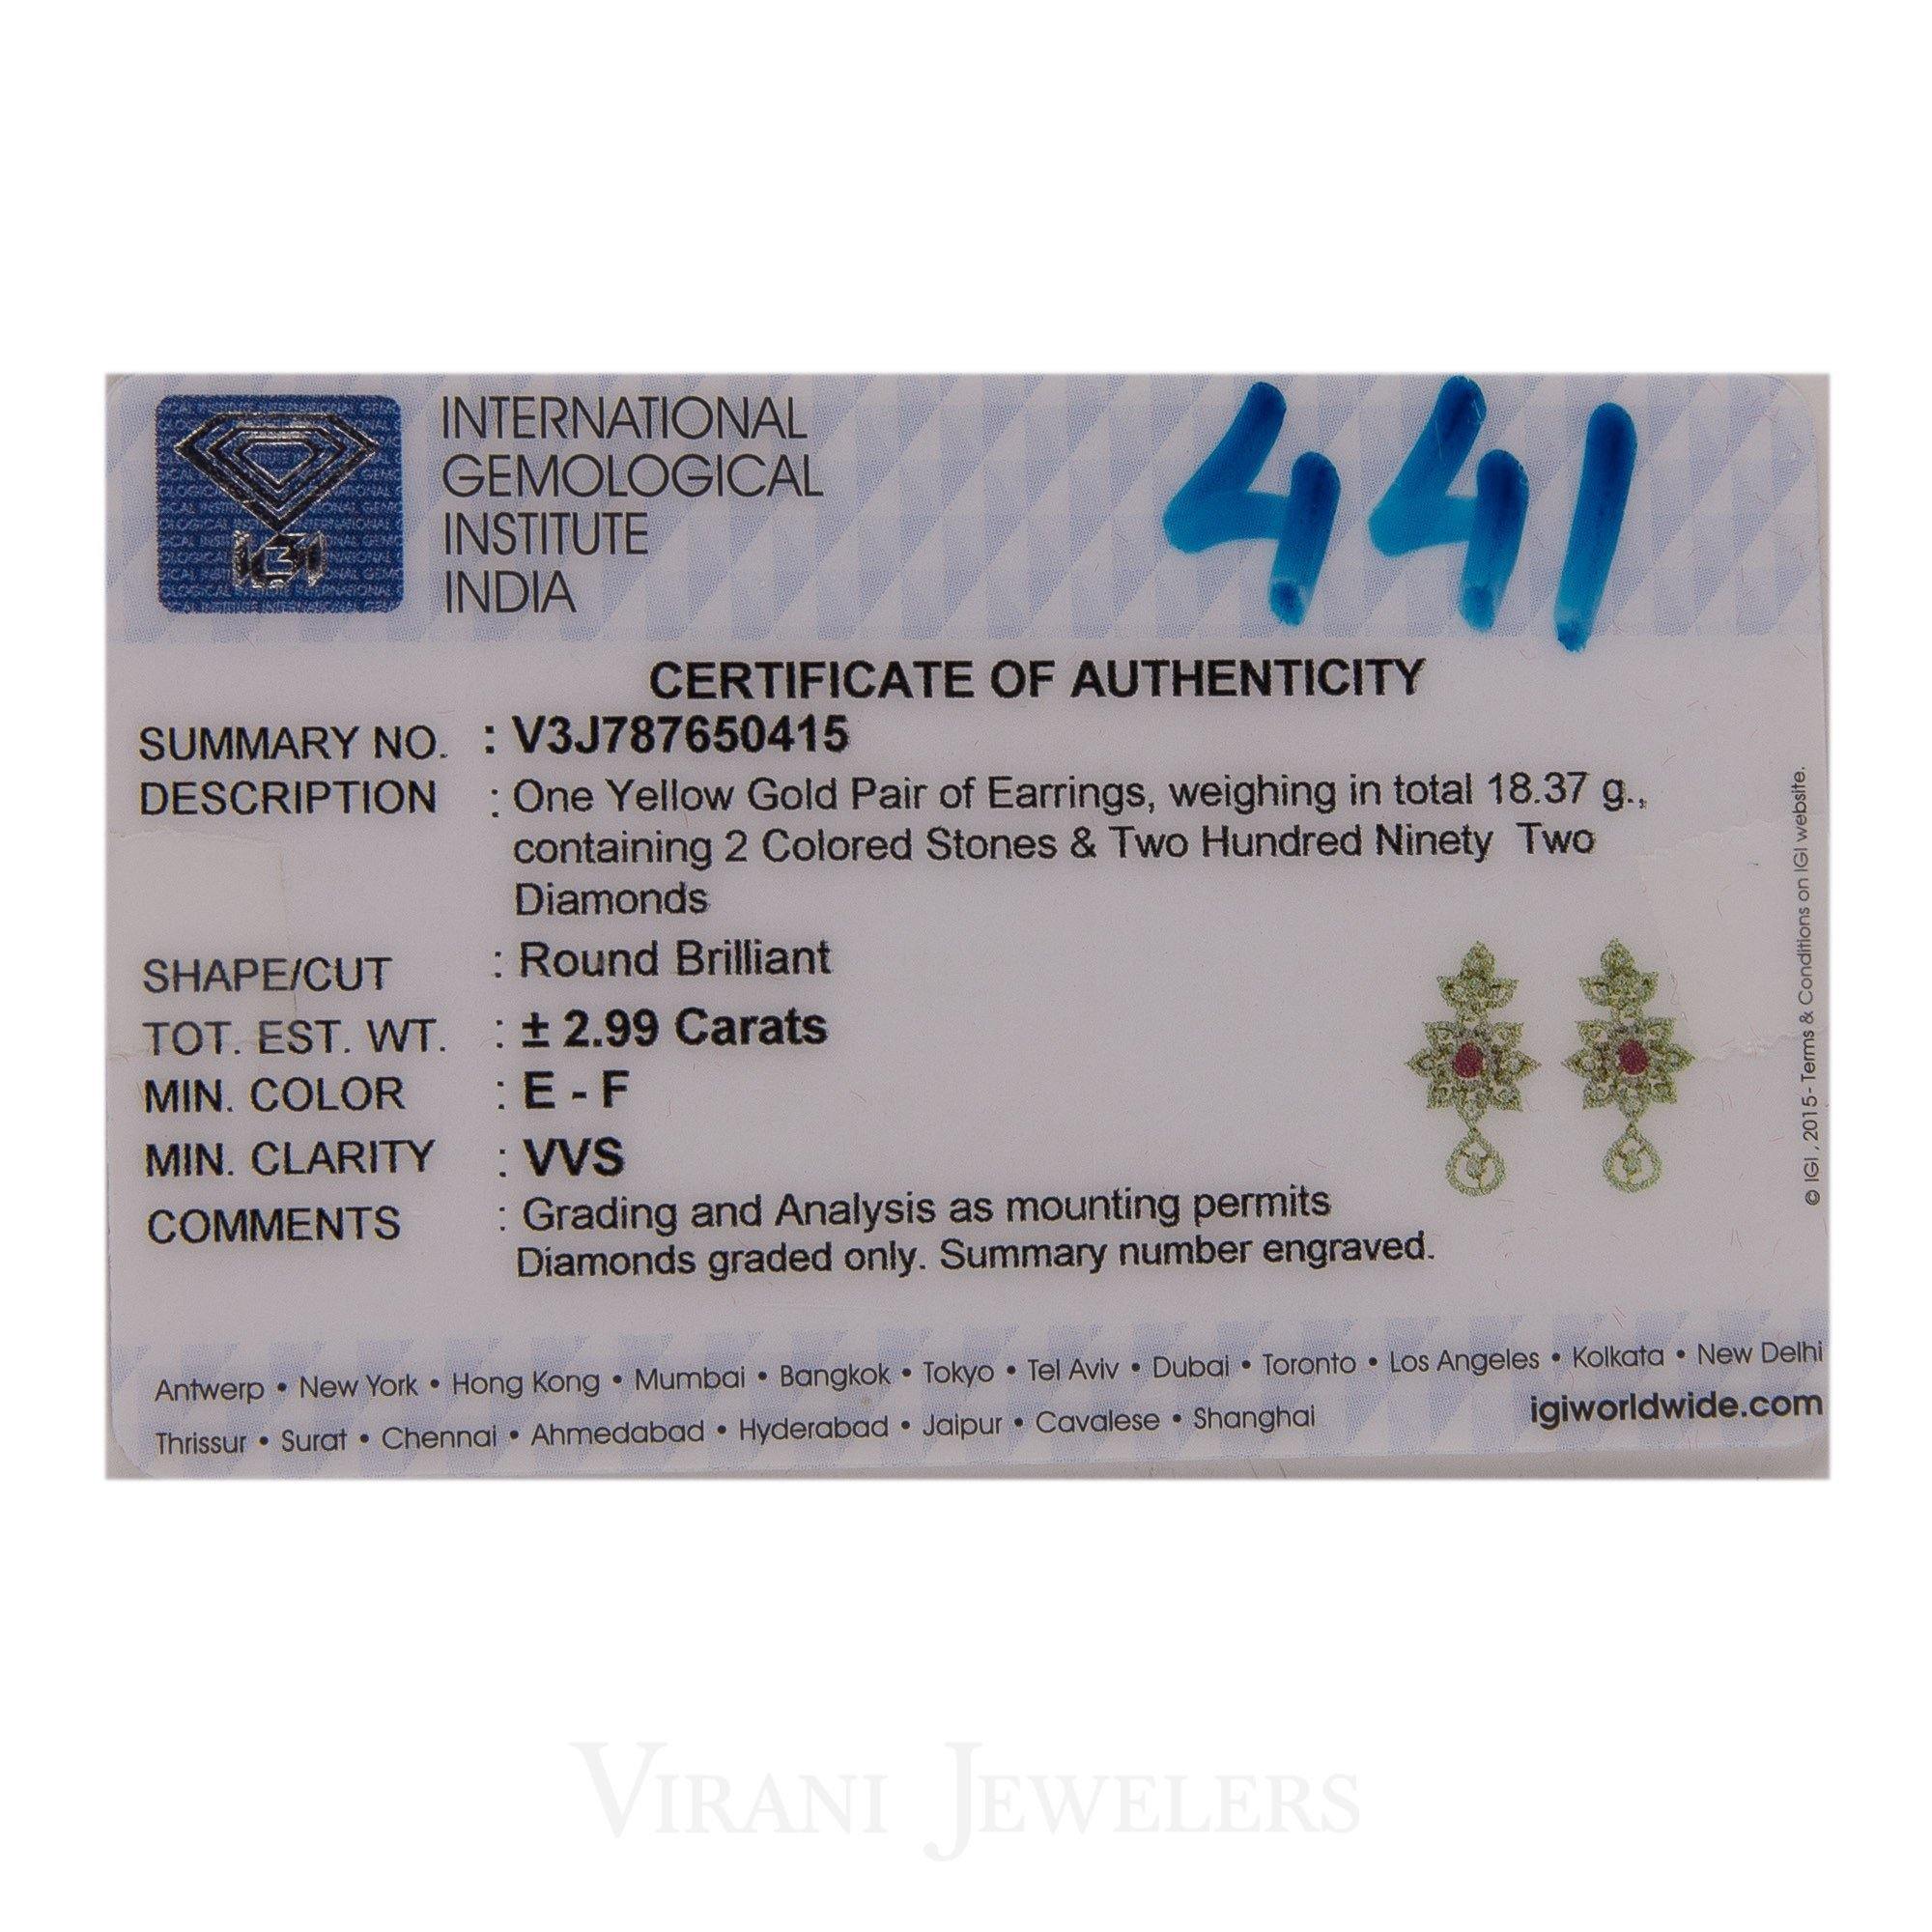 INTERNATIONAL
GEMOLOGICAL
INSTITUTE
INDIA
441
IGI
CERTIFICATE OF AUTHENTICITY
SUMMARY NO. : V3J787650415
DESCRIPTION : One Yellow Gold Pair of Earrings, weighing in total 18.37 g.,
containing 2 Colored Stones & Two Hundred Ninety Two
Diamonds
SHAPE/CUT : Round Brilliant
TOT. EST. WT. : ± 2.99 Carats
MIN. COLOR : E - F
MIN. CLARITY : VVS
COMMENTS : Grading and Analysis as mounting permits
Diamonds graded only. Summary number engraved.
© IGI, 2015 - Terms & Conditions on IGI website.
Antwerp • New York • Hong Kong • Mumbai • Bangkok • Tokyo • Tel Aviv • Dubai • Toronto • Los Angeles • Kolkata • New Delhi
Thrissur • Surat • Chennai • Ahmedabad • Hyderabad • Jaipur • Cavalese • Shanghai
igiworldwide.com
VIRANI JEWELERS